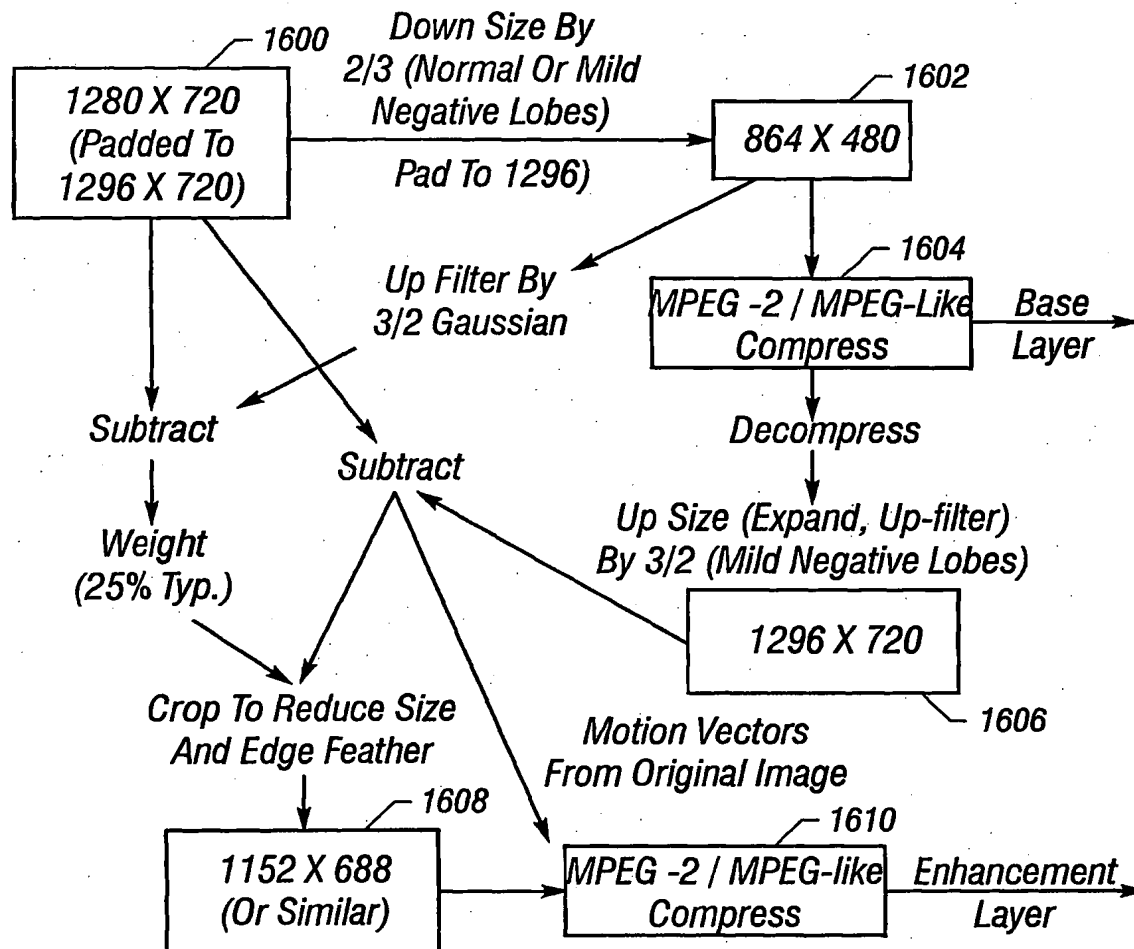 1600
1280 X 720
(Padded To
1296 X 720)
Down Size By
2/3 (Normal Or Mild
Negative Lobes)
Pad To 1296)
1602
864 X 480
Up Filter By
3/2 Gaussian
1604
MPEG -2 / MPEG-Like
Compress
Base
Layer
Subtract
Subtract
Decompress
Weight
(25% Typ.)
Up Size (Expand, Up-filter)
By 3/2 (Mild Negative Lobes)
1296 X 720
1606
Crop To Reduce Size
And Edge Feather
Motion Vectors
From Original Image
1608
1152 X 688
(Or Similar)
1610
MPEG -2 / MPEG-like
Compress
Enhancement
Layer